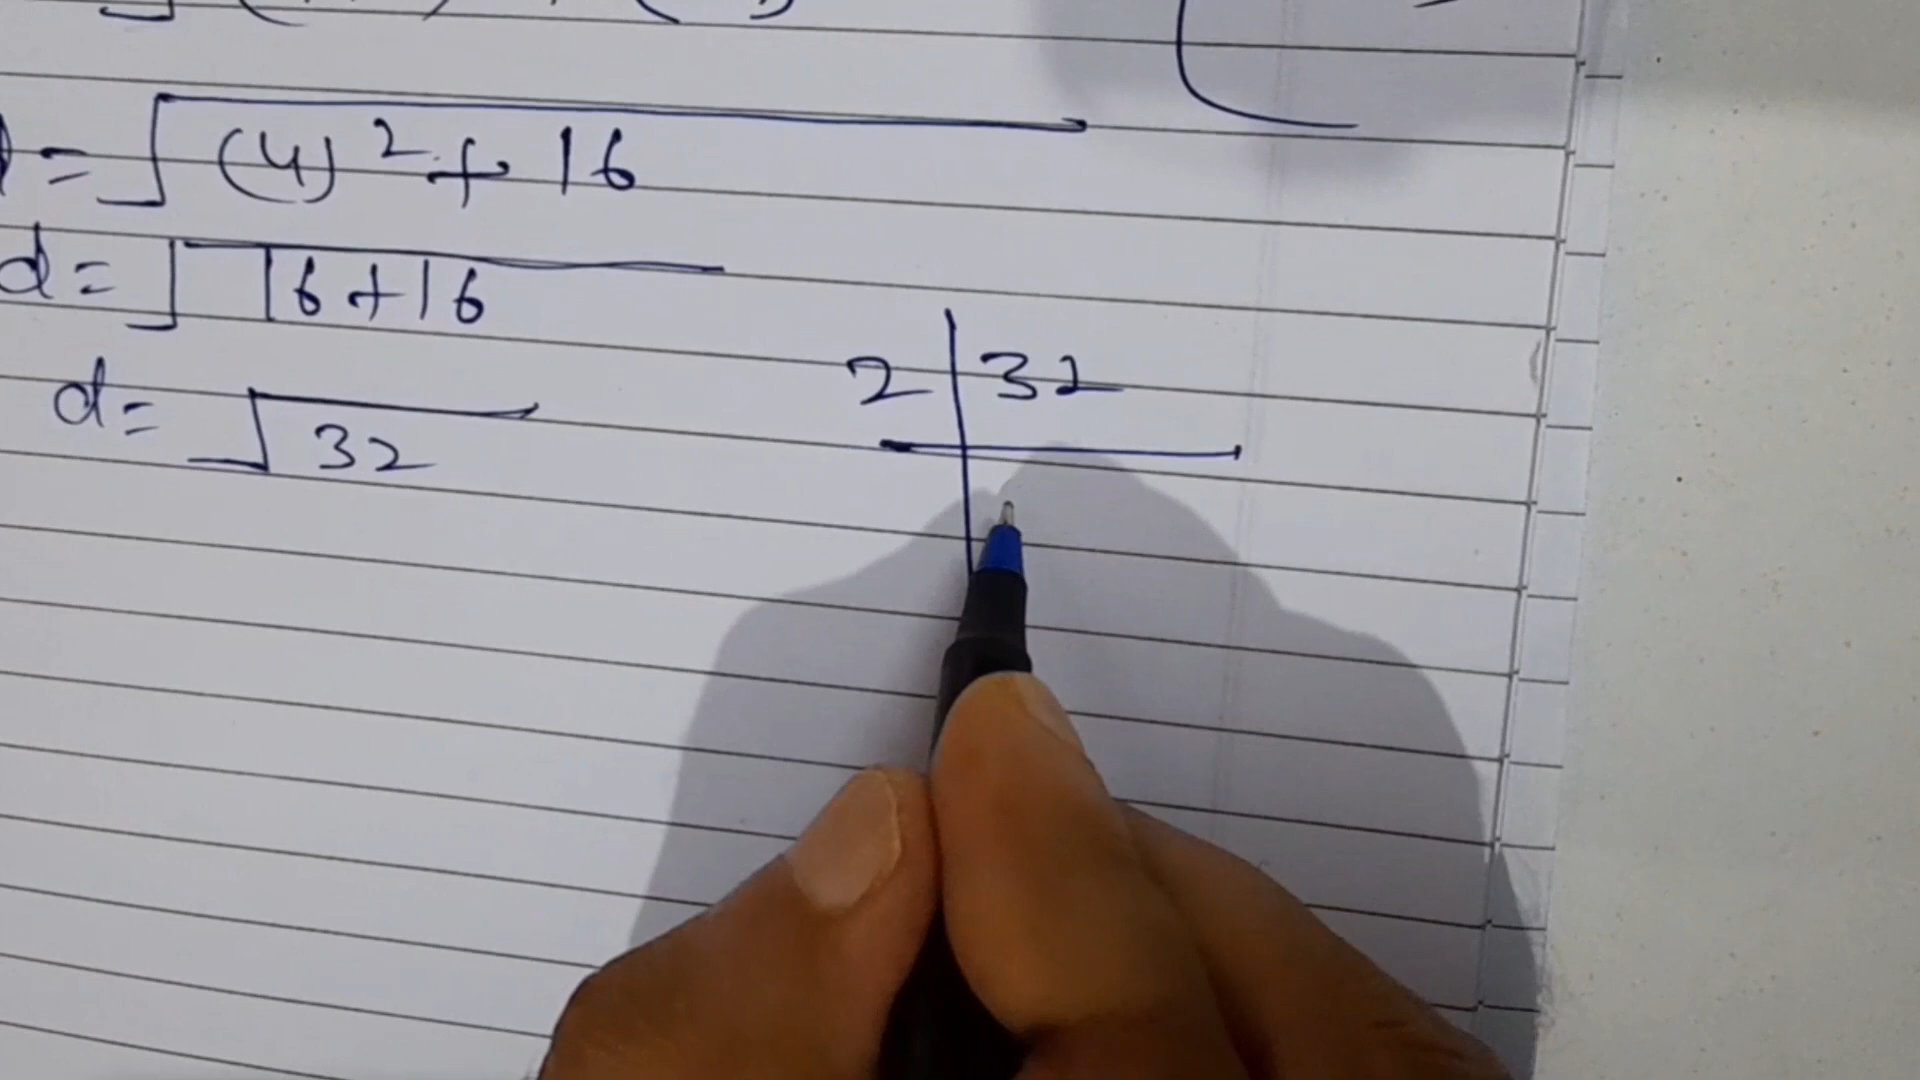 = √(4)² + 16
d = √16 + 16
d = √32
2 | 32